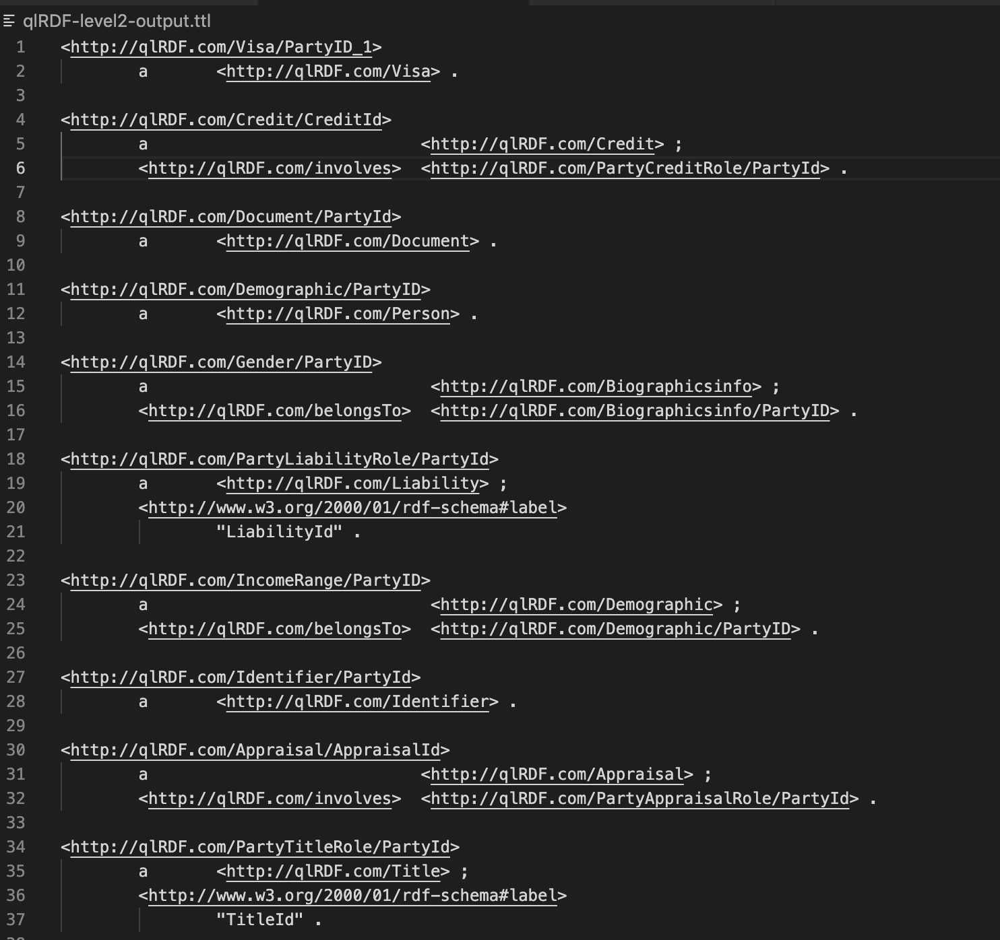 qlRDF-level2-output.ttl
1 <http://qlRDF.com/Visa/PartyID_1>
2 a <http://qlRDF.com/Visa> .
3
4 <http://qlRDF.com/Credit/CreditId>
5 a <http://qlRDF.com/Credit> ;
6 <http://qlRDF.com/involves> <http://qlRDF.com/PartyCreditRole/PartyId> .
7
8 <http://qlRDF.com/Document/PartyId>
9 a <http://qlRDF.com/Document> .
10
11 <http://qlRDF.com/Demographic/PartyID>
12 a <http://qlRDF.com/Person> .
13
14 <http://qlRDF.com/Gender/PartyID>
15 a <http://qlRDF.com/Biographicsinfo> ;
16 <http://qlRDF.com/belongsTo> <http://qlRDF.com/Biographicsinfo/PartyID> .
17
18 <http://qlRDF.com/PartyLiabilityRole/PartyId>
19 a <http://qlRDF.com/Liability> ;
20 <http://www.w3.org/2000/01/rdf-schema#label>
21 "LiabilityId" .
22
23 <http://qlRDF.com/IncomeRange/PartyID>
24 a <http://qlRDF.com/Demographic> ;
25 <http://qlRDF.com/belongsTo> <http://qlRDF.com/Demographic/PartyID> .
26
27 <http://qlRDF.com/Identifier/PartyId>
28 a <http://qlRDF.com/Identifier> .
29
30 <http://qlRDF.com/Appraisal/AppraisalId>
31 a <http://qlRDF.com/Appraisal> ;
32 <http://qlRDF.com/involves> <http://qlRDF.com/PartyAppraisalRole/PartyId> .
33
34 <http://qlRDF.com/PartyTitleRole/PartyId>
35 a <http://qlRDF.com/Title> ;
36 <http://www.w3.org/2000/01/rdf-schema#label>
37 "TitleId" .